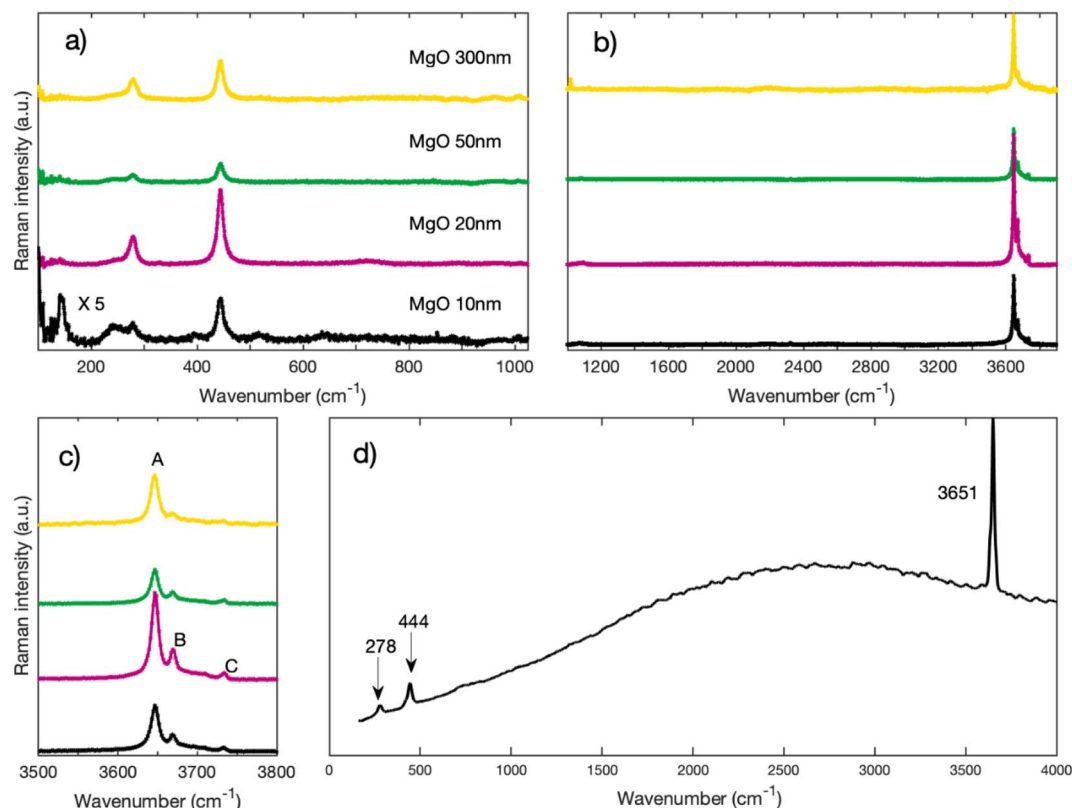 a)
MgO 300nm
MgO 50nm
MgO 20nm
X 5
MgO 10nm
Raman intensity (a.u.)
200 400 600 800 1000
Wavenumber (cm⁻¹)
b)
1200 1600 2000 2400 2800 3200 3600
Wavenumber (cm⁻¹)
c)
A
B
C
Raman intensity (a.u.)
3500 3600 3700 3800
Wavenumber (cm⁻¹)
d)
3651
444
278
0 500 1000 1500 2000 2500 3000 3500 4000
Wavenumber (cm⁻¹)